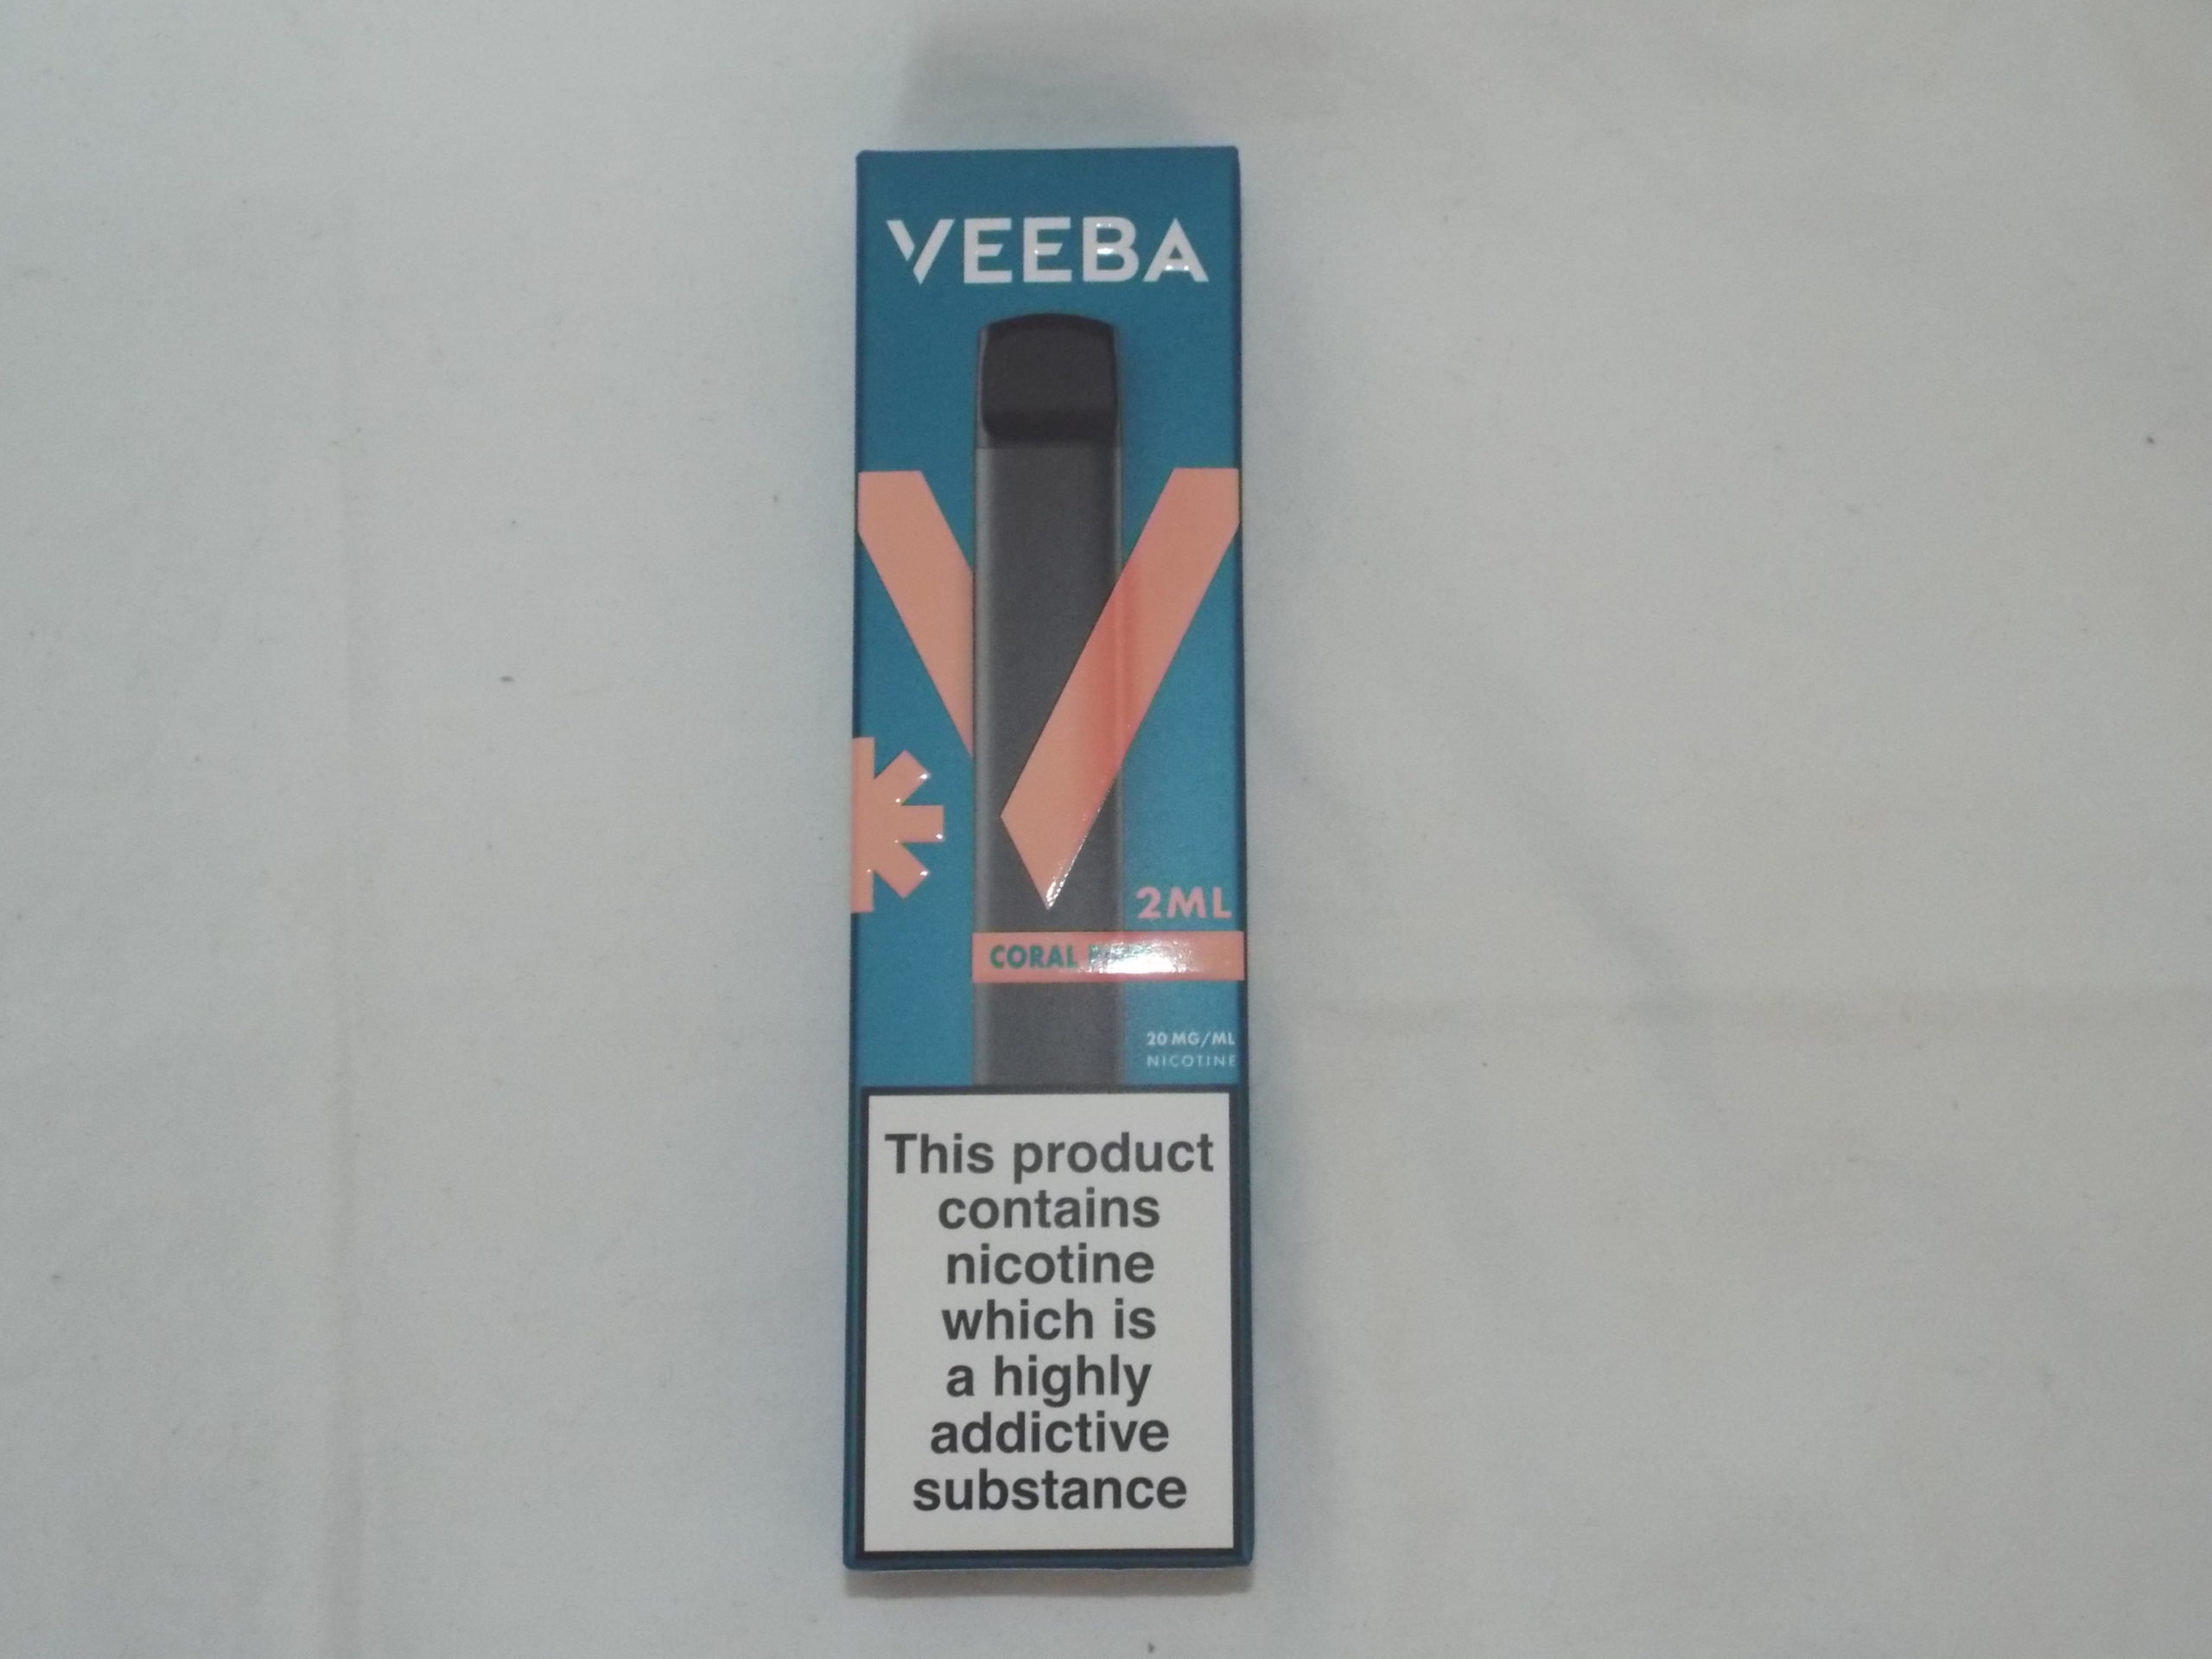 VEEBA
2ML
CORAL
20 MG/ML
NICOTINE
This product
contains
nicotine
which is
a highly
addictive
substance